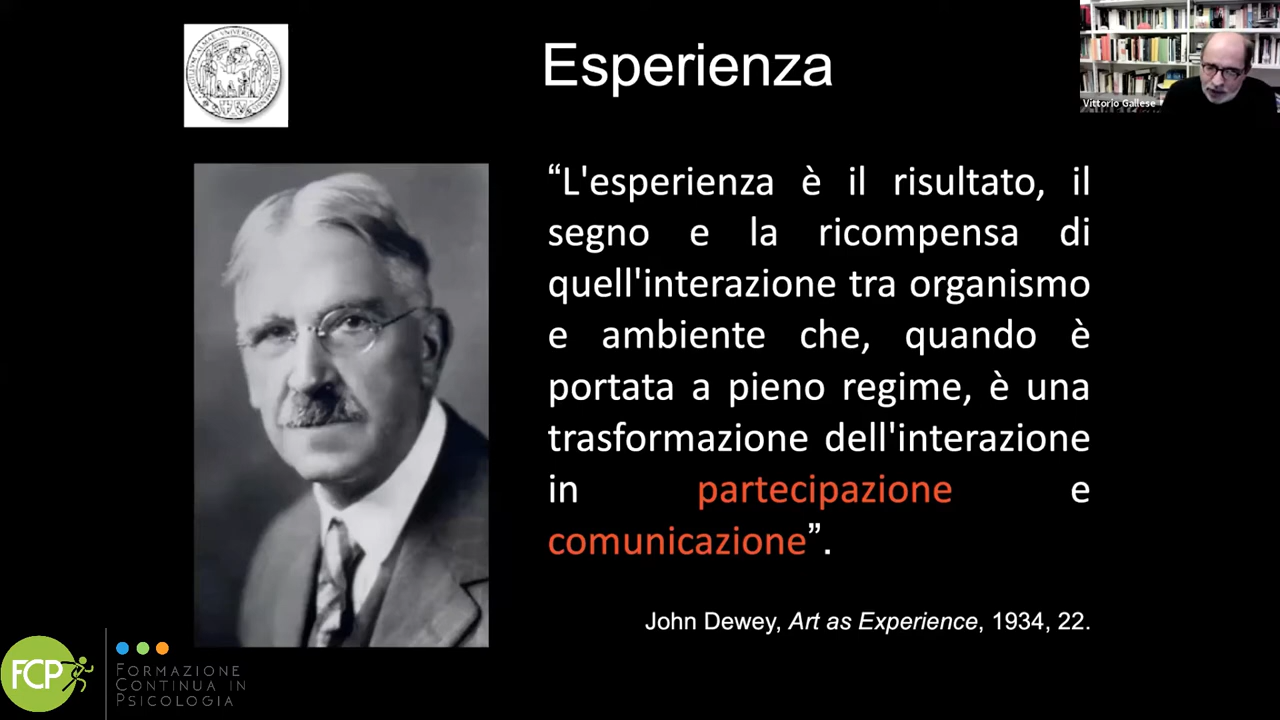 Esperienza
Vittorio Gallese
“L'esperienza è il risultato, il
segno e la ricompensa di
quell'interazione tra organismo
e ambiente che, quando è
portata a pieno regime, è una
trasformazione dell'interazione
in partecipazione e
comunicazione”.
John Dewey, Art as Experience, 1934, 22.
FCP
FORMAZIONE
CONTINUA IN
PSICOLOGIA